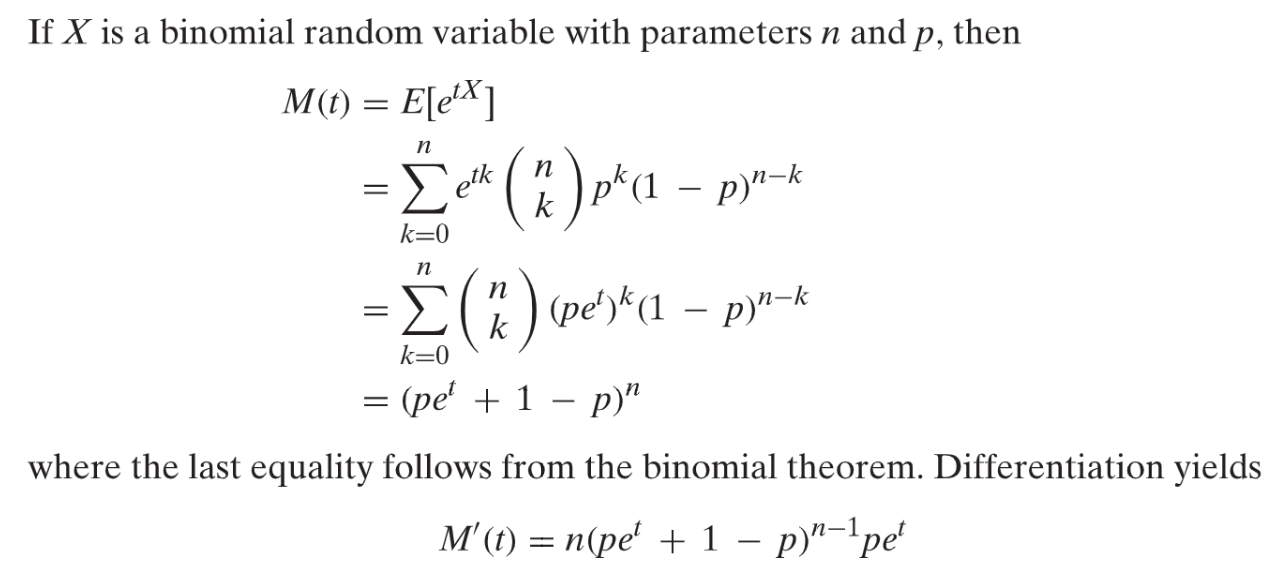 If X is a binomial random variable with parameters n and p, then
M(t) = E[e^{tX}]
= \sum_{k=0}^{n} e^{tk} \binom{n}{k} p^k (1 − p)^{n−k}
= \sum_{k=0}^{n} \binom{n}{k} (pe^t)^k (1 − p)^{n−k}
= (pe^t + 1 − p)^n
where the last equality follows from the binomial theorem. Differentiation yields
M′(t) = n(pe^t + 1 − p)^{n−1} pe^t